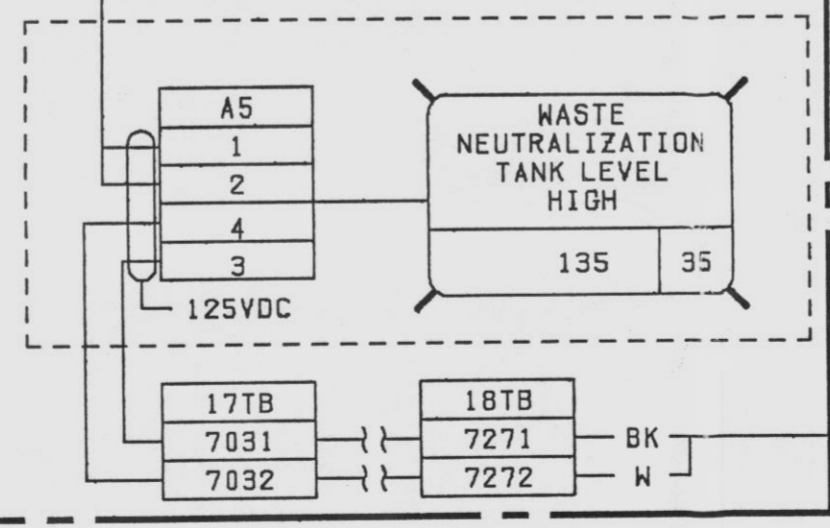 A5
1
2
4
3
125VDC
WASTE
NEUTRALIZATION
TANK LEVEL
HIGH
135 35
17TB
7031
7032
18TB
7271
7272
BK
W